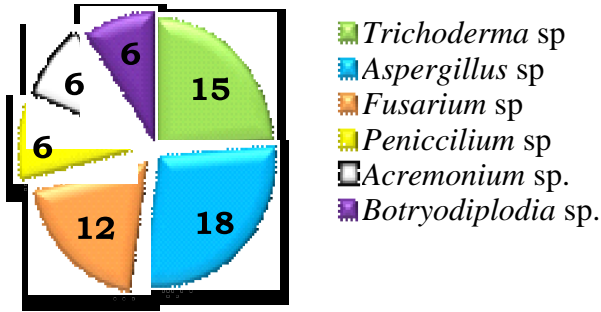 6
15
6
6
12
18
Trichoderma sp
Aspergillus sp
Fusarium sp
Peniccilium sp
Acremonium sp.
Botryodiplodia sp.